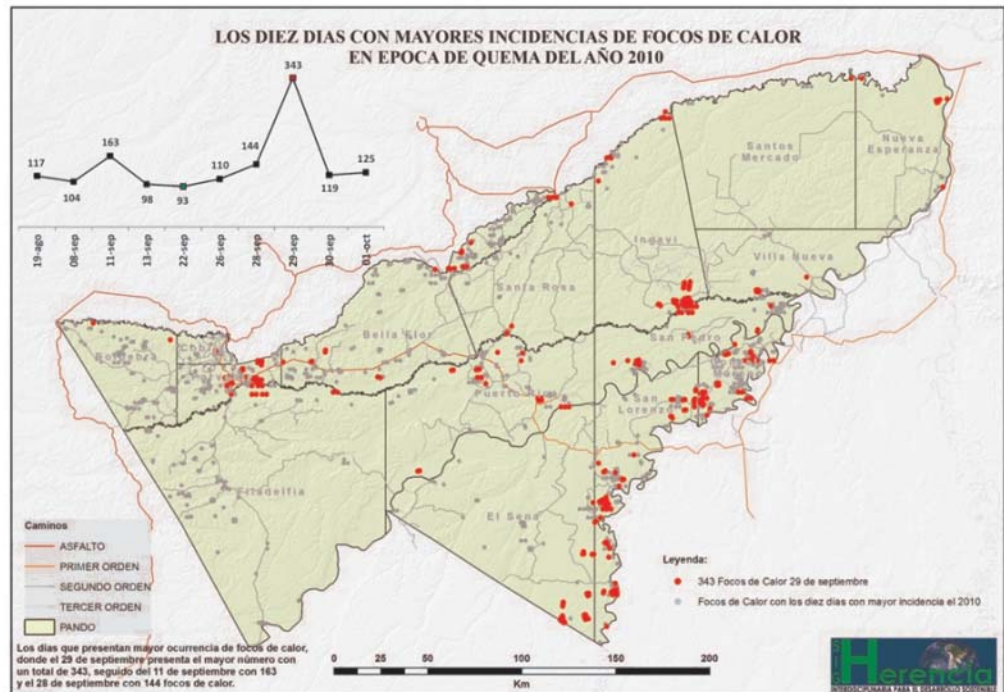 LOS DIEZ DIAS CON MAYORES INCIDENCIAS DE FOCOS DE CALOR
EN EPOCA DE QUEMA DEL AÑO 2010
343
163
144
117
110
125
104
98
93
119
19-ago
08-sep
11-sep
13-sep
22-sep
26-sep
28-sep
29-sep
30-sep
01-oct
Santos
Mercado
Nueva
Esperanza
Ingavi
Villa Nueva
Santa Rosa
Bella Flor
San Pedro
Puerto
San
Lorenzo
Filadelfia
El Sena
Caminos
ASFALTO
PRIMER ORDEN
SEGUNDO ORDEN
TERCER ORDEN
PANDO
Leyenda:
343 Focos de Calor 29 de septiembre
Focos de Calor con los diez dias con mayor incidencia el 2010
Los dias que presentan mayor ocurrencia de focos de calor,
donde el 29 de septiembre presenta el mayor número con
un total de 343, seguido del 11 de septiembre con 163
y el 28 de septiembre con 144 focos de calor.
0 25 50 100 150 200
Km
Herencia